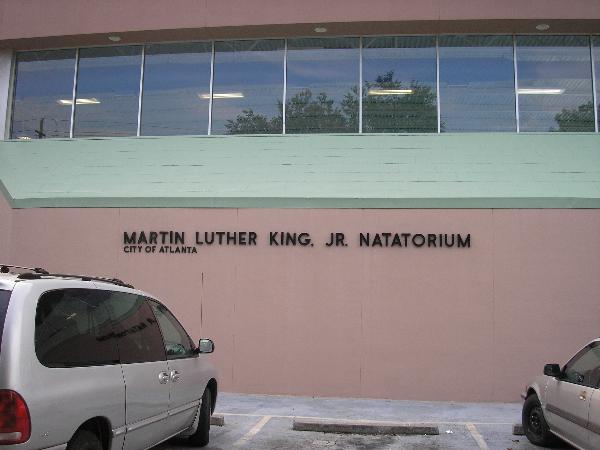 MARTIN LUTHER KING, JR. NATATORIUM
CITY OF ATLANTA